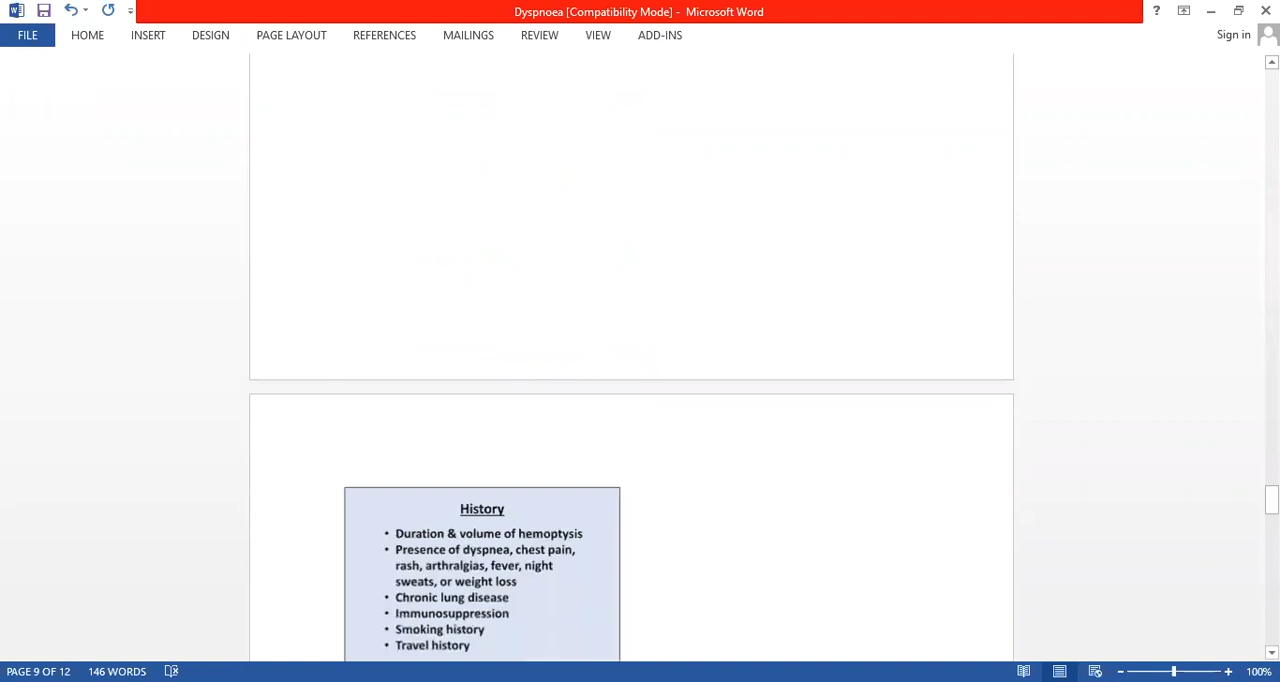 Dyspnoea [Compatibility Mode] - Microsoft Word
?
FILE HOME INSERT DESIGN PAGE LAYOUT REFERENCES MAILINGS REVIEW VIEW ADD-INS Sign in
History
• Duration & volume of hemoptysis
• Presence of dyspnea, chest pain,
rash, arthralgias, fever, night
sweats, or weight loss
• Chronic lung disease
• Immunosuppression
• Smoking history
• Travel history
PAGE 9 OF 12 146 WORDS 100%